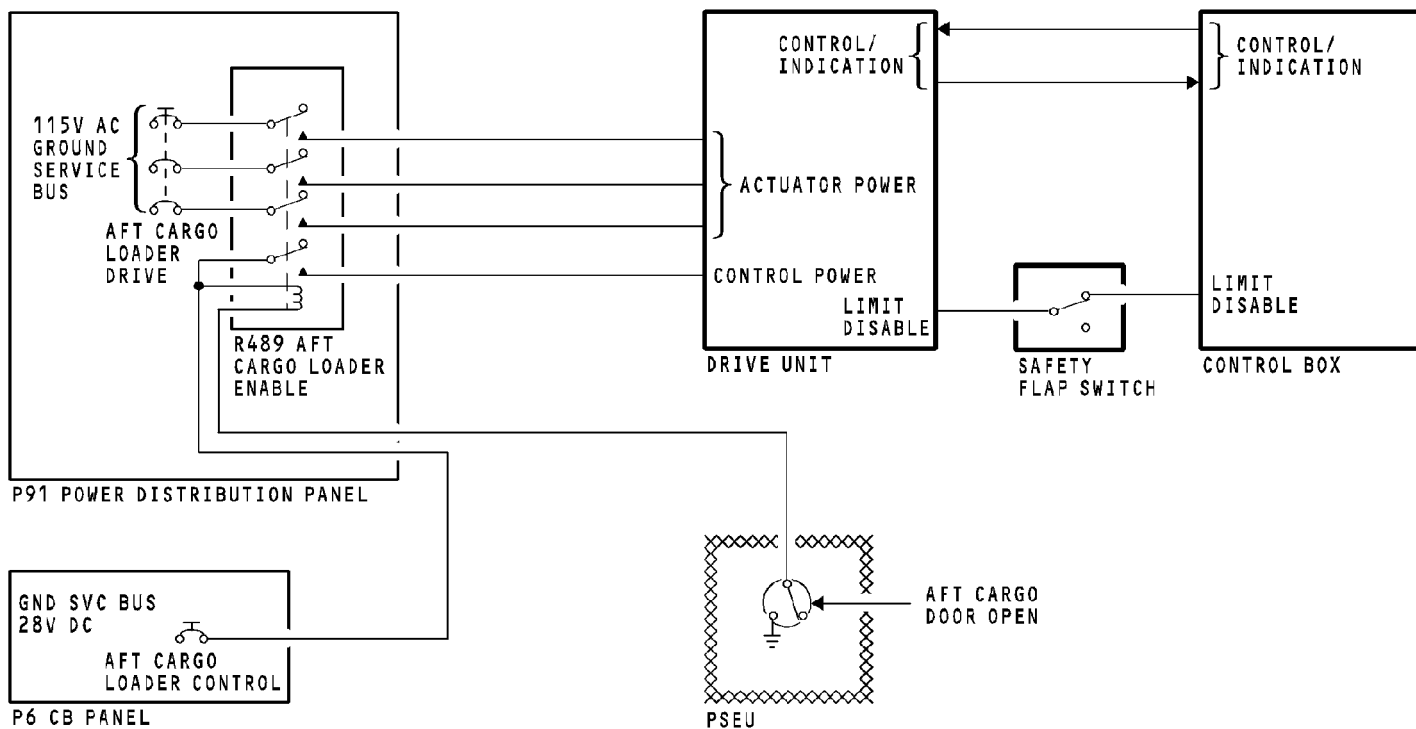 115V AC
GROUND
SERVICE
BUS
AFT CARGO
LOADER
DRIVE
R489 AFT
CARGO LOADER
ENABLE
P91 POWER DISTRIBUTION PANEL
CONTROL/
INDICATION
ACTUATOR POWER
CONTROL POWER
LIMIT
DISABLE
DRIVE UNIT
SAFETY
FLAP SWITCH
CONTROL/
INDICATION
LIMIT
DISABLE
CONTROL BOX
GND SVC BUS
28V DC
AFT CARGO
LOADER CONTROL
P6 CB PANEL
AFT CARGO
DOOR OPEN
PSEU